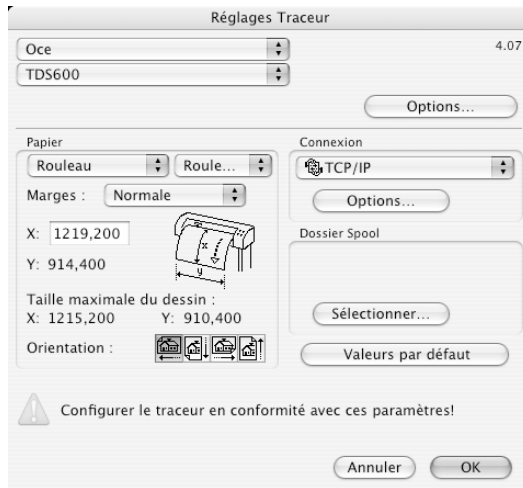 Réglages Traceur
Oce
4.07
TDS600
Options...
Papier
Connexion
Rouleau
Roule...
TCP/IP
Marges :
Normale
Options...
X: 1219,200
Dossier Spool
Y: 914,400
x
y
Taille maximale du dessin :
X: 1215,200 Y: 910,400
Sélectionner...
Orientation :
Valeurs par défaut
Configurer le traceur en conformité avec ces paramètres!
Annuler
OK